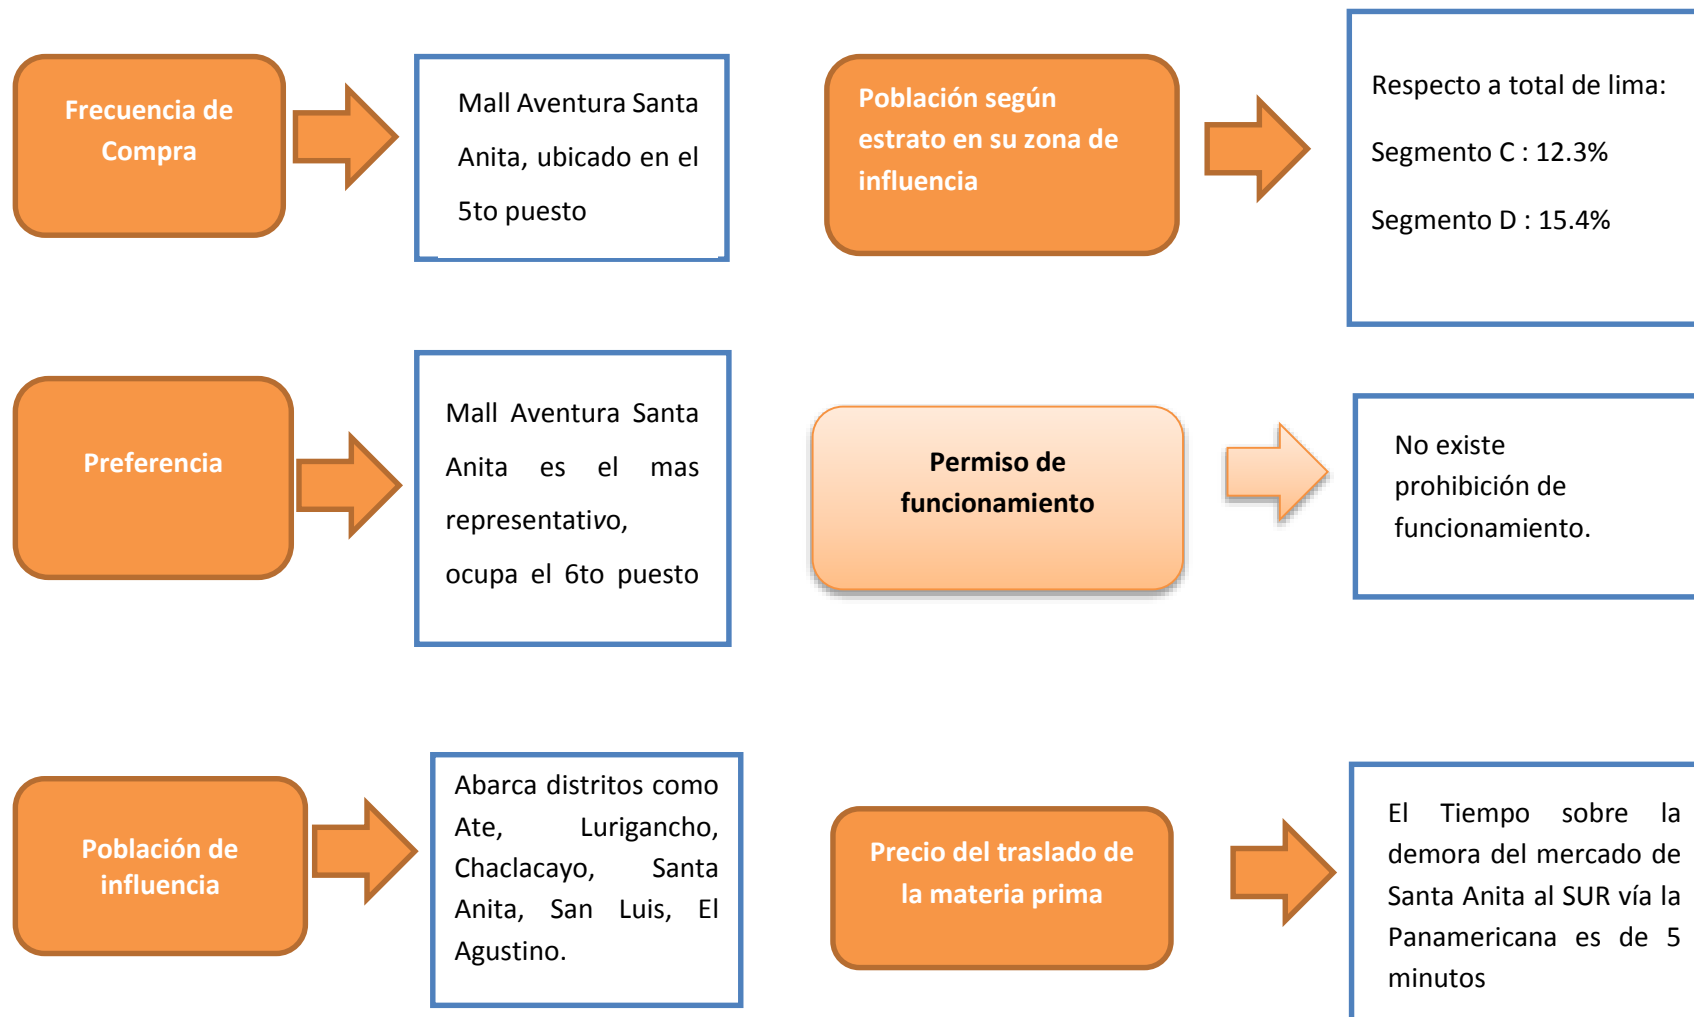 Frecuencia de
Compra
Mall Aventura Santa
Anita, ubicado en el
5to puesto
Población según
estrato en su zona de
influencia
Respecto a total de lima:
Segmento C : 12.3%
Segmento D : 15.4%
Preferencia
Mall Aventura Santa
Anita es el mas
representativo,
ocupa el 6to puesto
Permiso de
funcionamiento
No existe
prohibición de
funcionamiento.
Población de
influencia
Abarca distritos como
Ate, Lurigancho,
Chaclacayo, Santa
Anita, San Luis, El
Agustino.
Precio del traslado de
la materia prima
El Tiempo sobre la
demora del mercado de
Santa Anita al SUR vía la
Panamericana es de 5
minutos